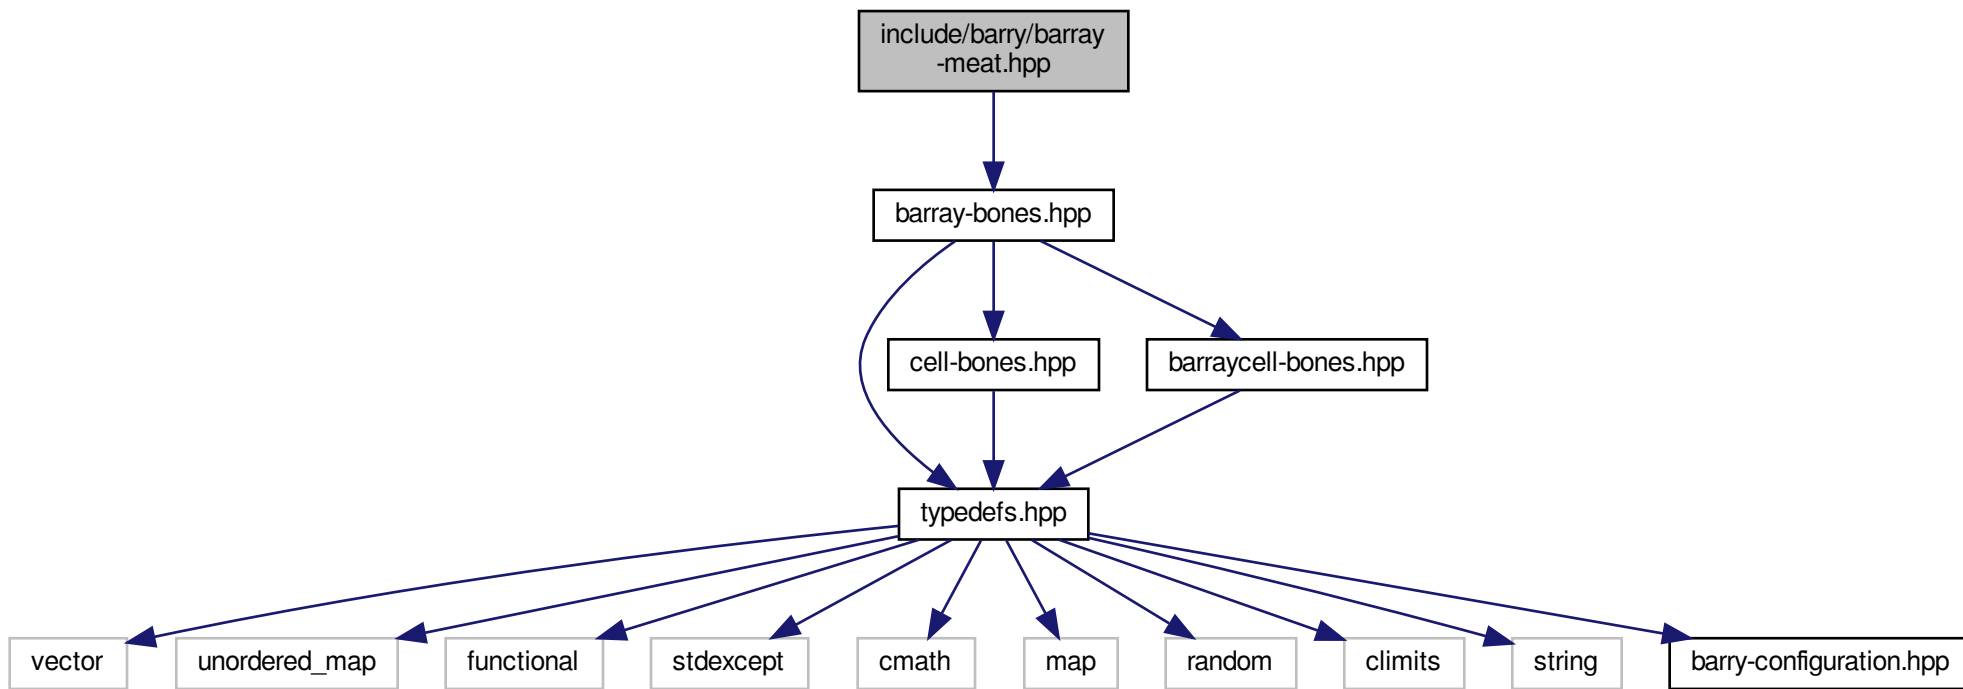 include/barry/barray
-meat.hpp
barray-bones.hpp
cell-bones.hpp
barraycell-bones.hpp
typedefs.hpp
vector
unordered_map
functional
stdexcept
cmath
map
random
climits
string
barry-configuration.hpp